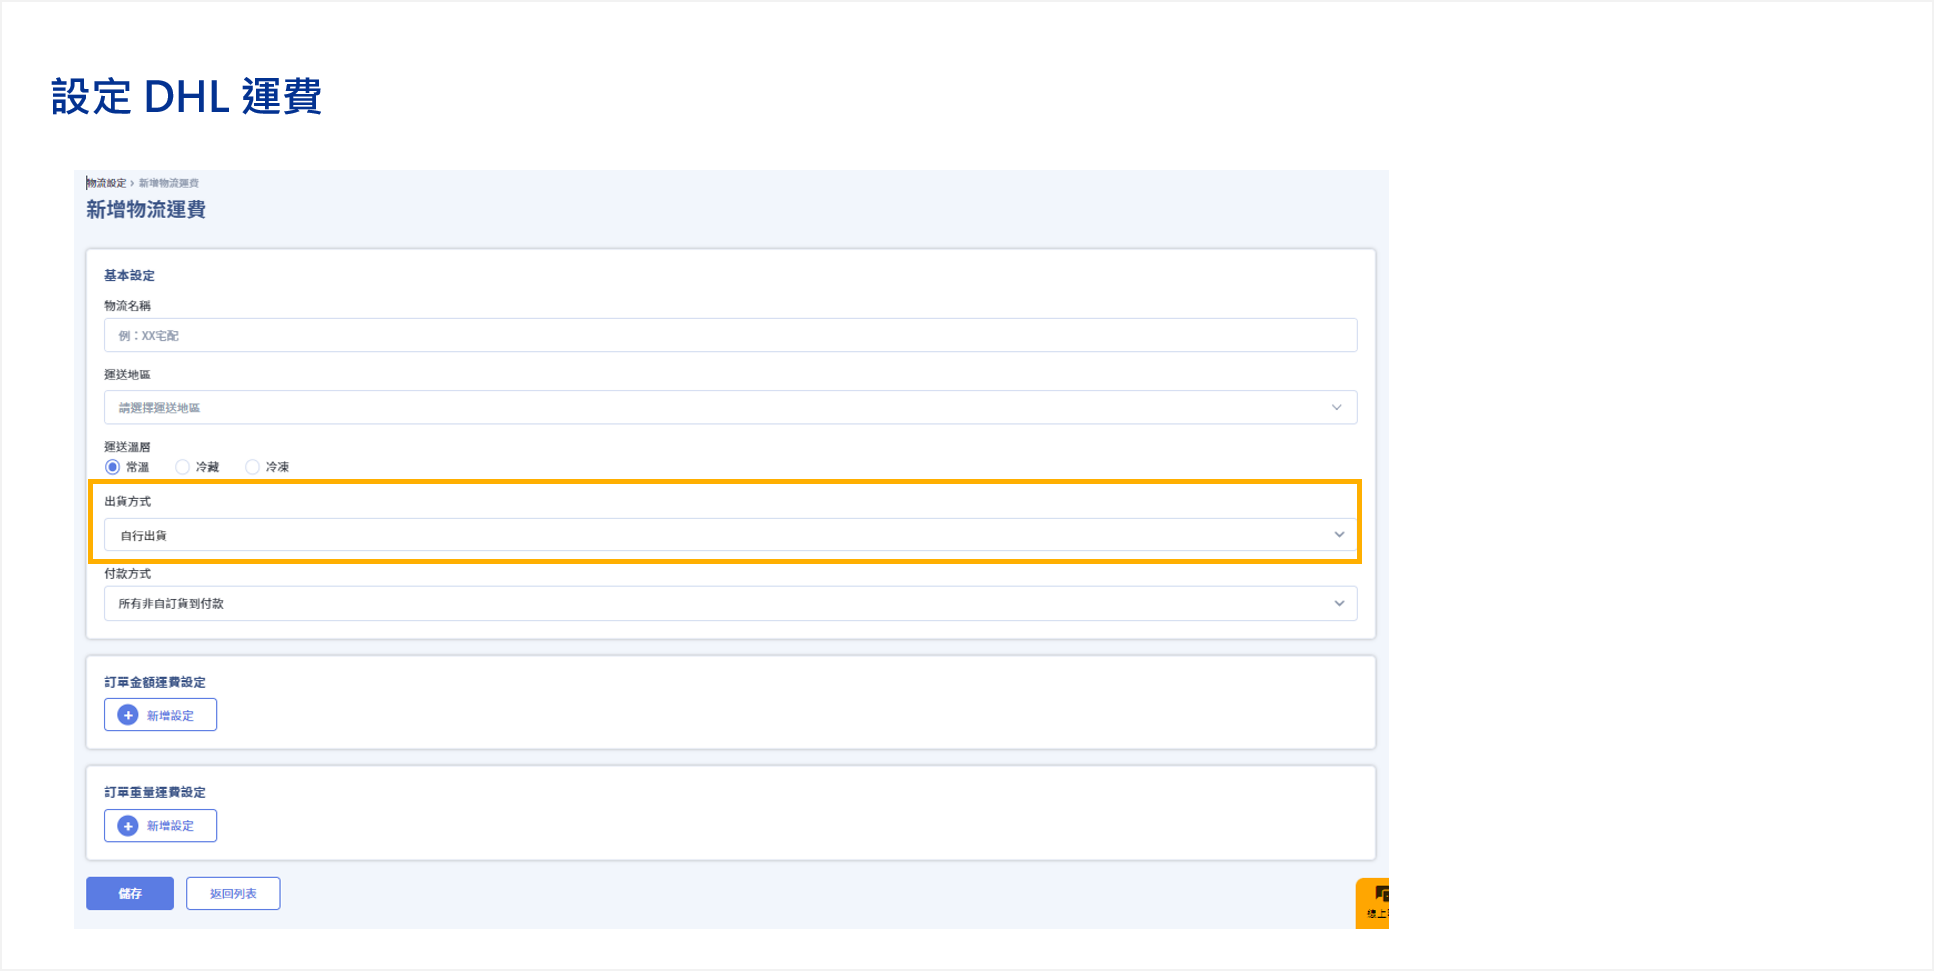 設定 DHL 運費
物流設定 › 新增物流運費
新增物流運費
基本設定
物流名稱
例：XX宅配
運送地區
請選擇運送地區
運送溫層
常溫 冷藏 冷凍
出貨方式
自行出貨
付款方式
所有非自訂貨到付款
訂單金額運費設定
新增設定
訂單重量運費設定
新增設定
儲存 返回列表
線上